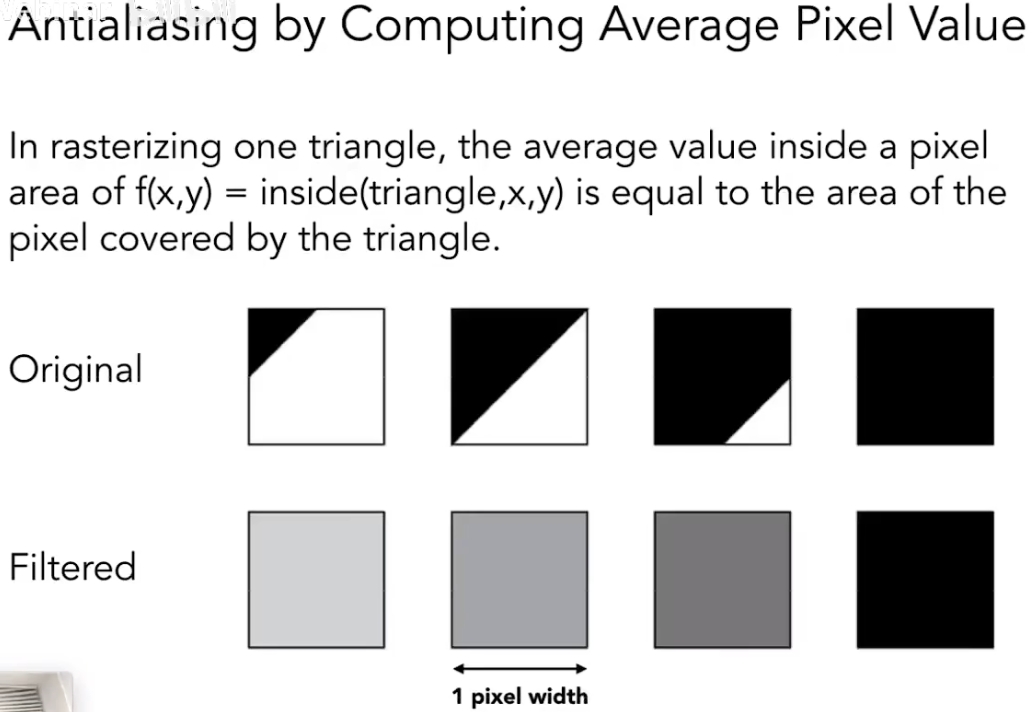 Antialiasing by Computing Average Pixel Value
In rasterizing one triangle, the average value inside a pixel
area of f(x,y) = inside(triangle,x,y) is equal to the area of the
pixel covered by the triangle.
Original
Filtered
1 pixel width